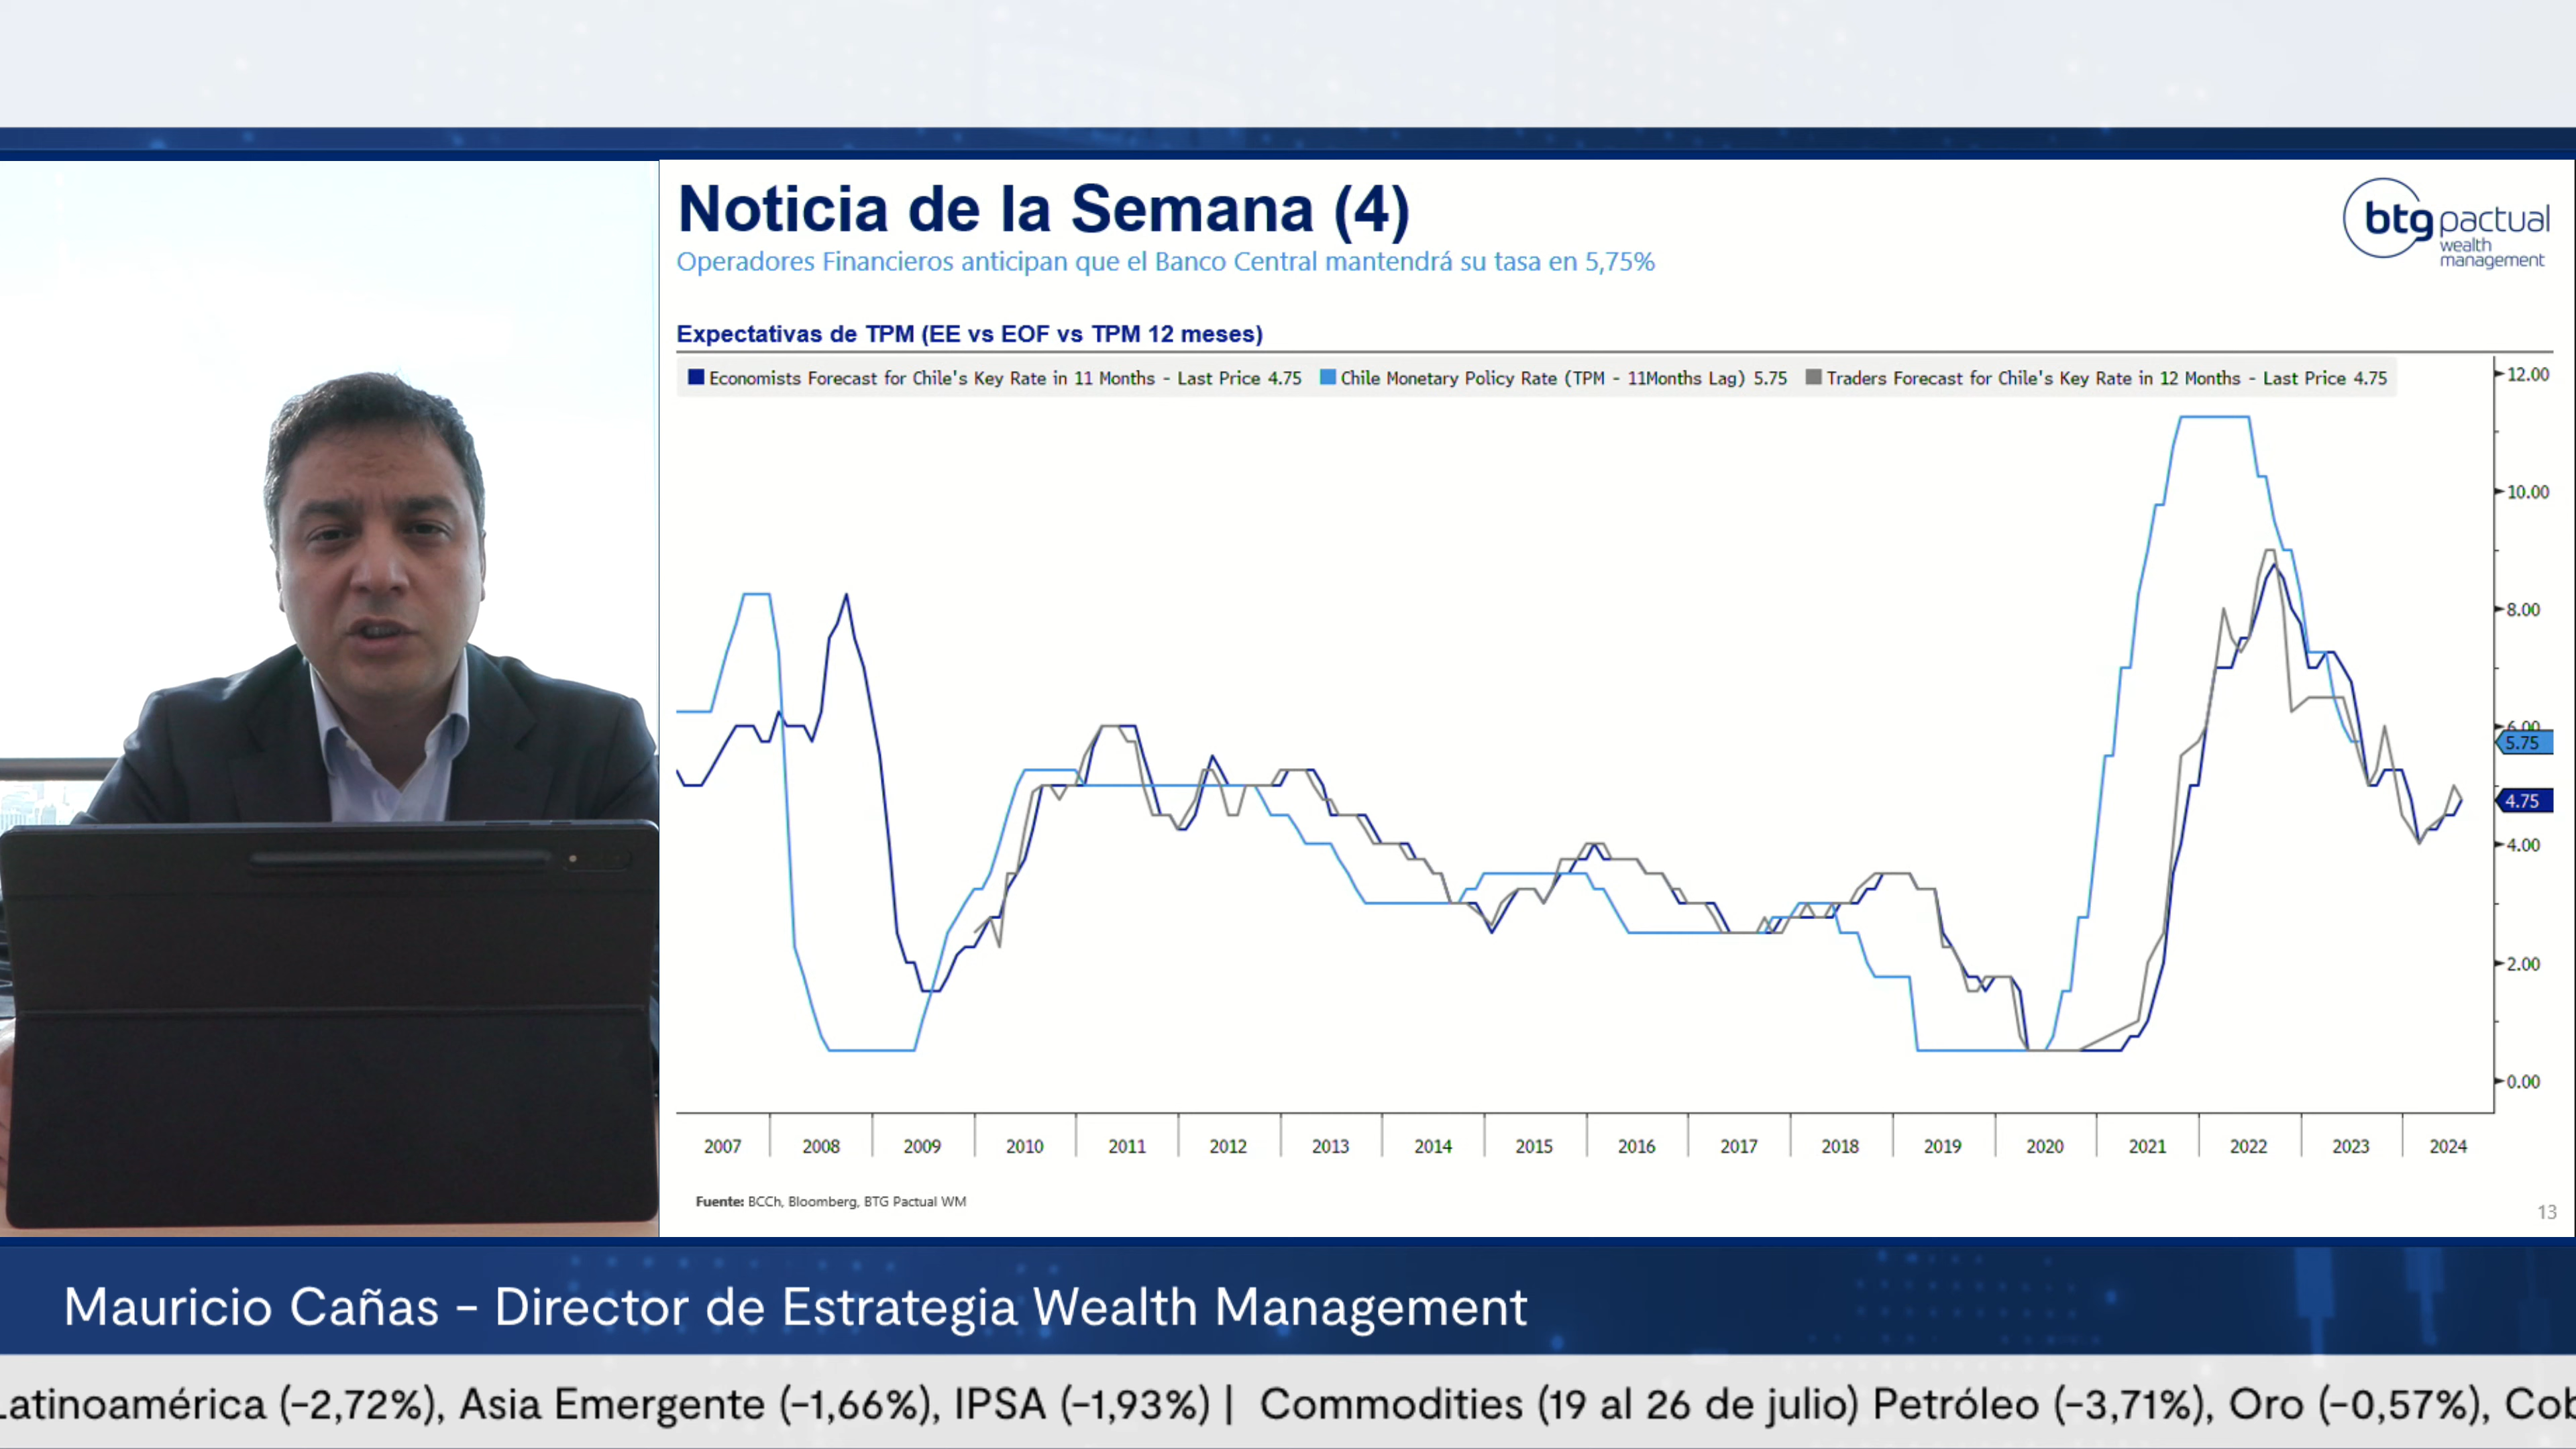 Noticia de la Semana (4)
Operadores Financieros anticipan que el Banco Central mantendrá su tasa en 5,75%
btg pactual
wealth
management
Expectativas de TPM (EE vs EOF vs TPM 12 meses)
Economists Forecast for Chile's Key Rate in 11 Months - Last Price 4.75
Chile Monetary Policy Rate (TPM - 11Months Lag) 5.75
Traders Forecast for Chile's Key Rate in 12 Months - Last Price 4.75
12.00
10.00
8.00
6.00
5.75
4.75
4.00
2.00
0.00
2007 2008 2009 2010 2011 2012 2013 2014 2015 2016 2017 2018 2019 2020 2021 2022 2023 2024
Fuente: BCCh, Bloomberg, BTG Pactual WM
13
Mauricio Cañas - Director de Estrategia Wealth Management
Latinoamérica (-2,72%), Asia Emergente (-1,66%), IPSA (-1,93%) | Commodities (19 al 26 de julio) Petróleo (-3,71%), Oro (-0,57%), Cob